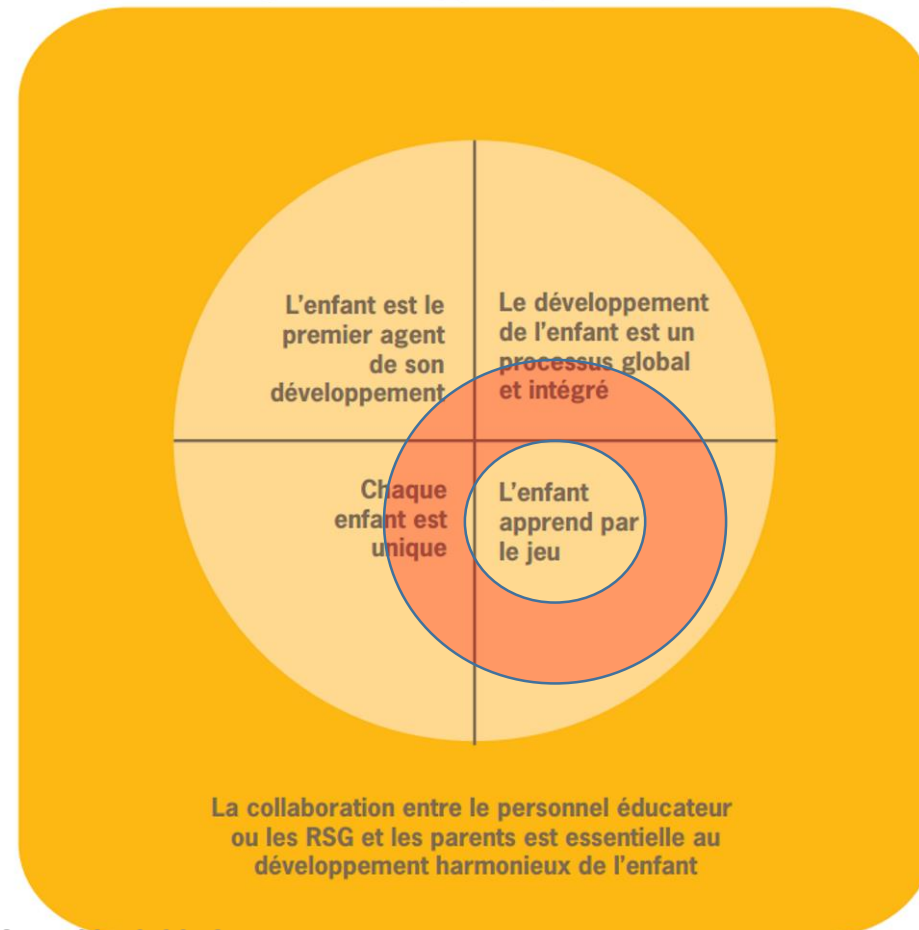 L'enfant est le
premier agent
de son
développement
Le développement
de l'enfant est un
processus global
et intégré
Chaque
enfant est
unique
L'enfant
apprend par
le jeu
La collaboration entre le personnel éducateur
ou les RSG et les parents est essentielle au
développement harmonieux de l'enfant